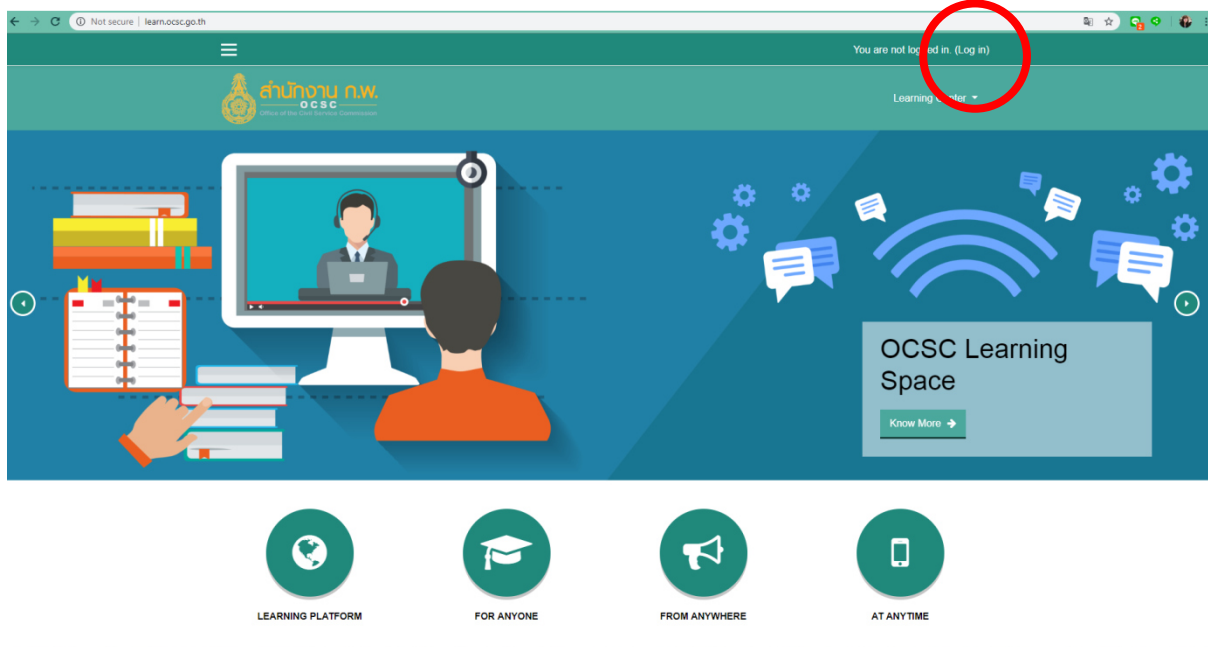 Not secure | learn.ocsc.go.th
You are not logged in. (Log in)
สำนักงาน ก.พ.
OCSC
Office of the Civil Service Commission
Learning Center
OCSC Learning
Space
Know More
LEARNING PLATFORM
FOR ANYONE
FROM ANYWHERE
AT ANYTIME